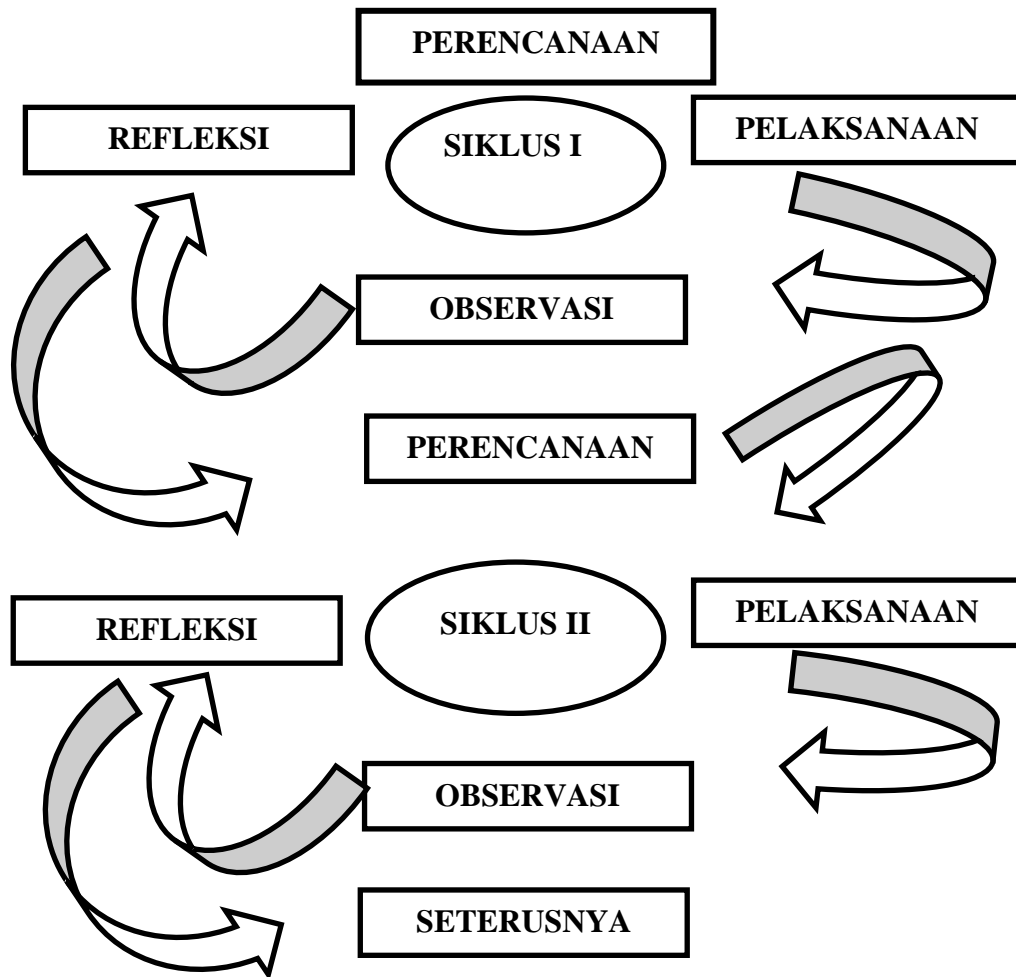 PERENCANAAN
REFLEKSI
SIKLUS I
PELAKSANAAN
OBSERVASI
PERENCANAAN
REFLEKSI
SIKLUS II
PELAKSANAAN
OBSERVASI
SETERUSNYA